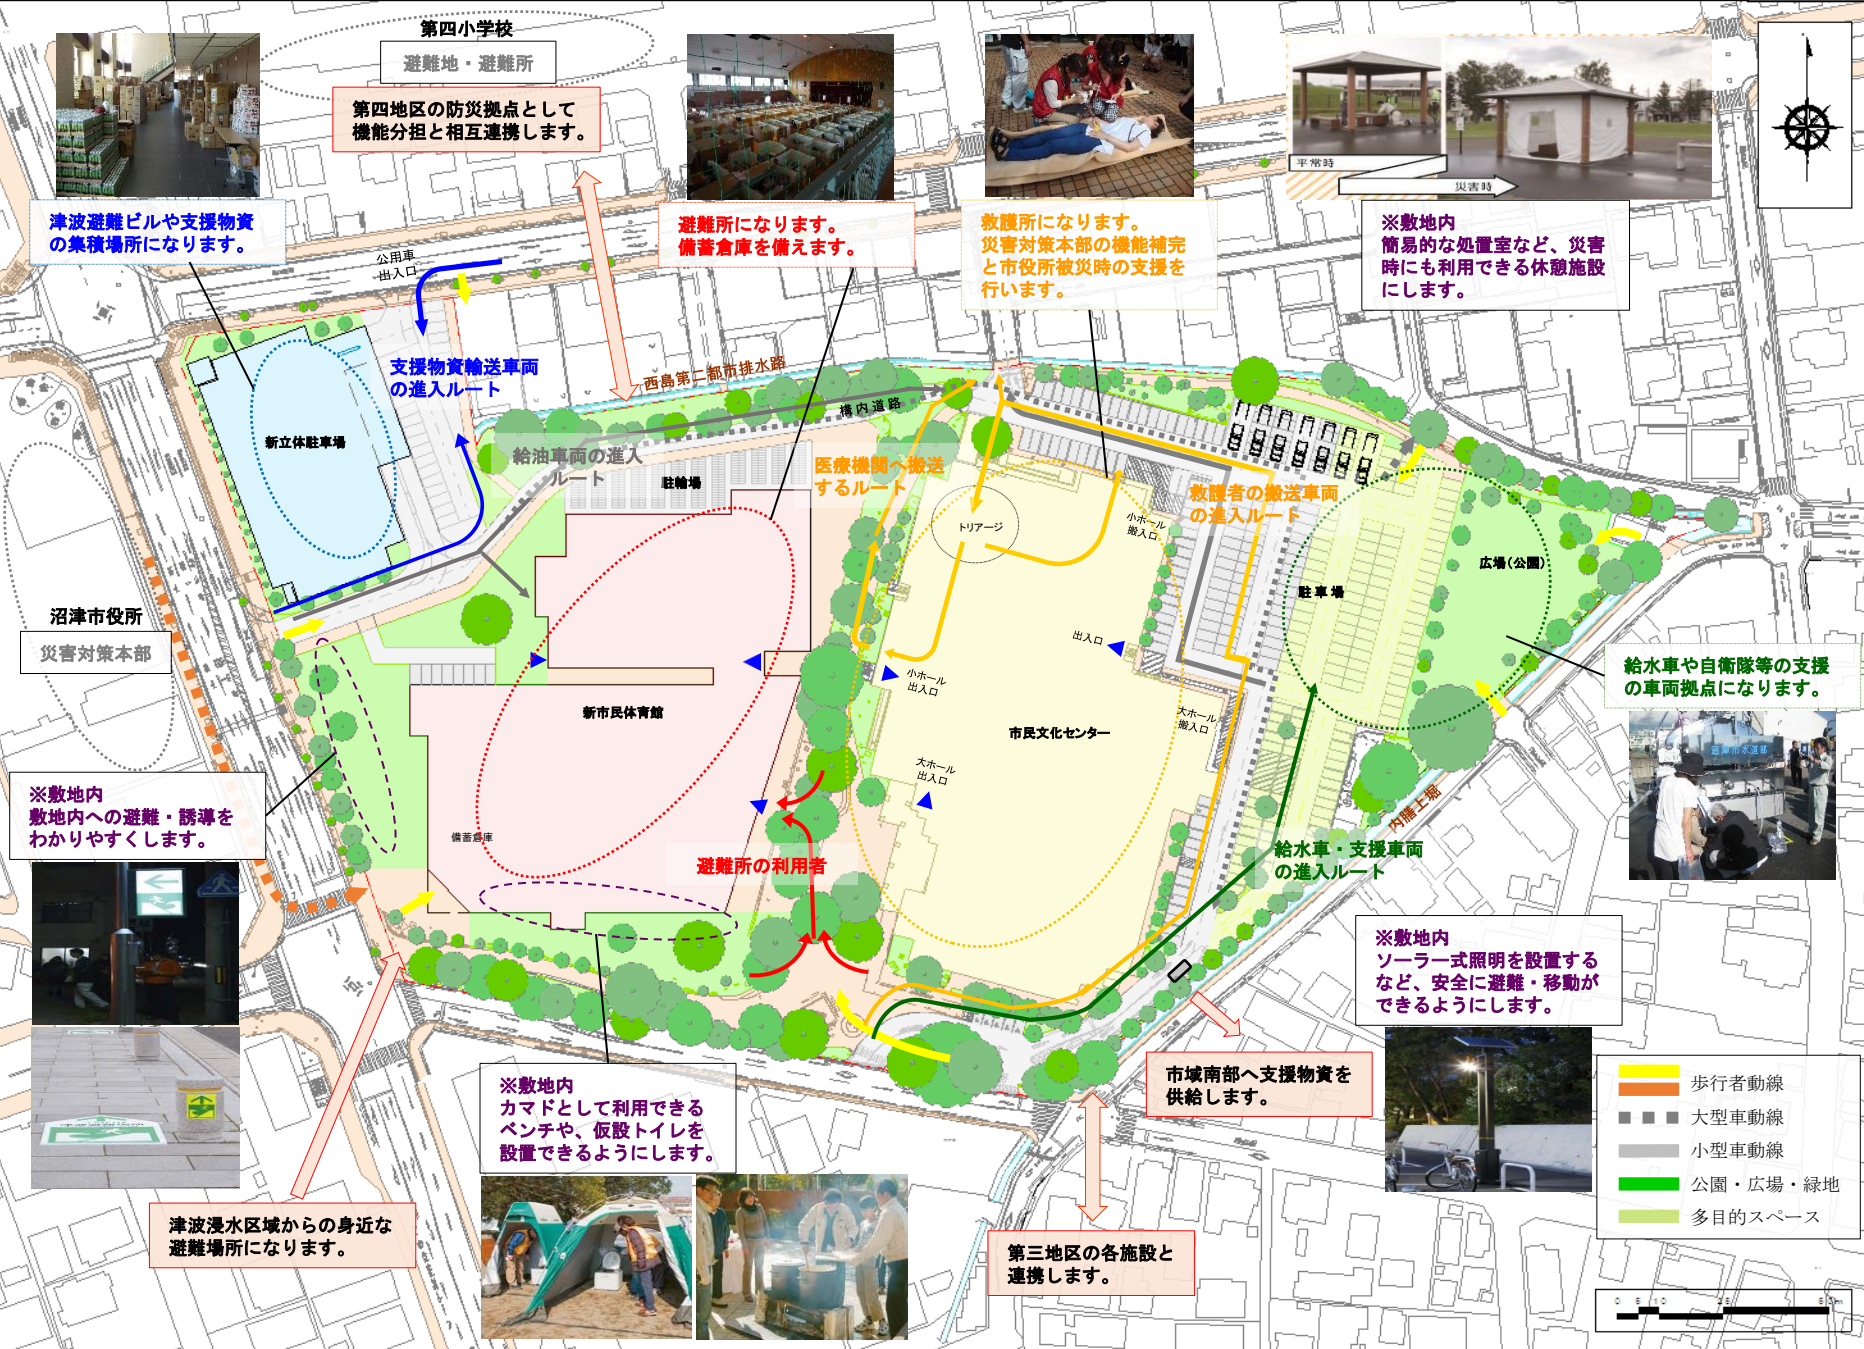 第四小学校
避難地・避難所
第四地区の防災拠点として
機能分担と相互連携します。
津波避難ビルや支援物資
の集積場所になります。
避難所になります。
備蓄倉庫を備えます。
救護所になります。
災害対策本部の機能補完
と市役所被災時の支援を
行います。
平常時
災害時
※敷地内
簡易的な処置室など、災害
時にも利用できる休憩施設
にします。
公用車
出入口
支援物資輸送車両
の進入ルート
西島第二都市排水路
構内道路
新立体駐車場
給油車両の進入
ルート
駐輪場
医療機関へ搬送
するルート
トリアージ
小ホール
搬入口
救護者の搬送車両
の進入ルート
広場(公園)
駐車場
沼津市役所
災害対策本部
出入口
小ホール
出入口
給水車や自衛隊等の支援
の車両拠点になります。
新市民体育館
市民文化センター
大ホール
搬入口
大ホール
出入口
※敷地内
敷地内への避難・誘導を
わかりやすくします。
備蓄倉庫
避難所の利用者
内膳上堀
給水車・支援車両
の進入ルート
※敷地内
ソーラー式照明を設置する
など、安全に避難・移動が
できるようにします。
※敷地内
カマドとして利用できる
ベンチや、仮設トイレを
設置できるようにします。
市域南部へ支援物資を
供給します。
津波浸水区域からの身近な
避難場所になります。
第三地区の各施設と
連携します。
歩行者動線
大型車動線
小型車動線
公園・広場・緑地
多目的スペース
0 5 10 25 50m